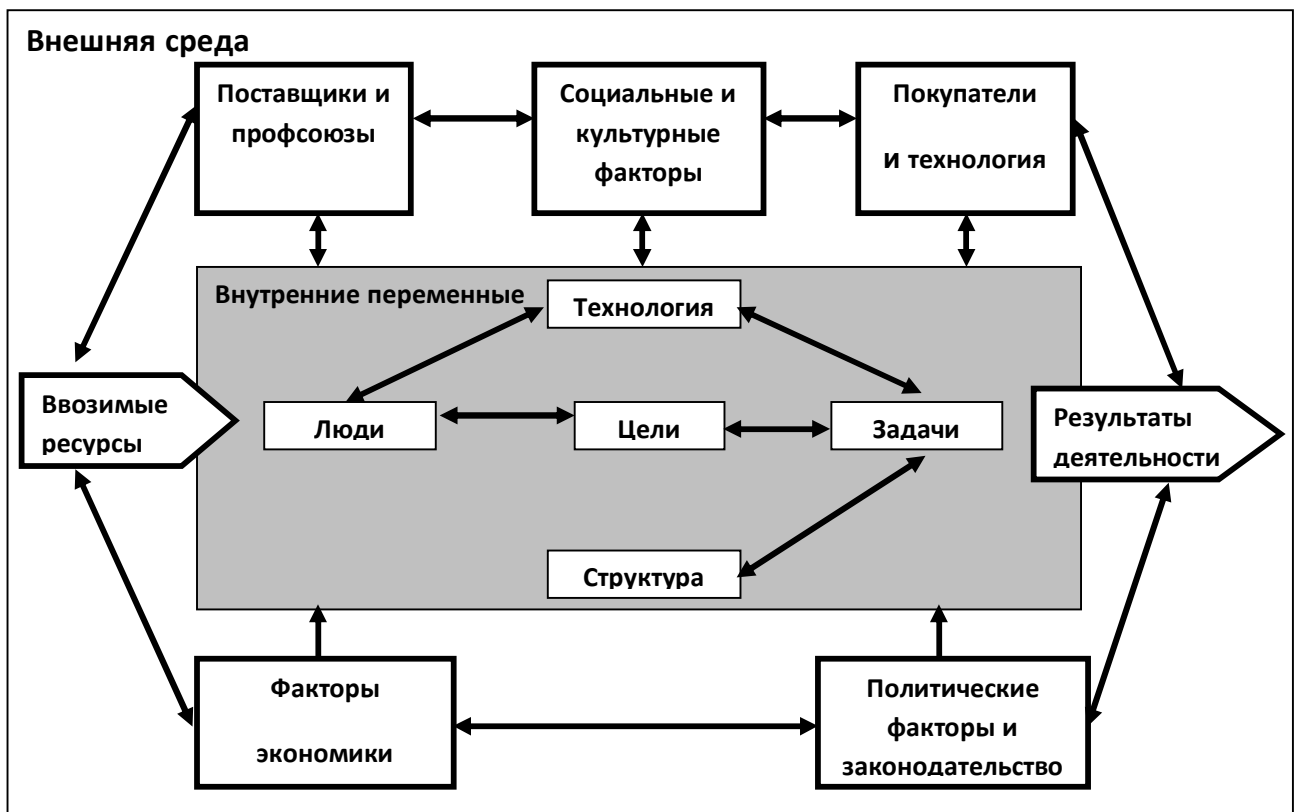 Внешняя среда
Поставщики и
профсоюзы
Социальные и
культурные
факторы
Покупатели
и технология
Внутренние переменные
Технология
Ввозимые
ресурсы
Люди
Цели
Задачи
Результаты
деятельности
Структура
Факторы
экономики
Политические
факторы и
законодательство